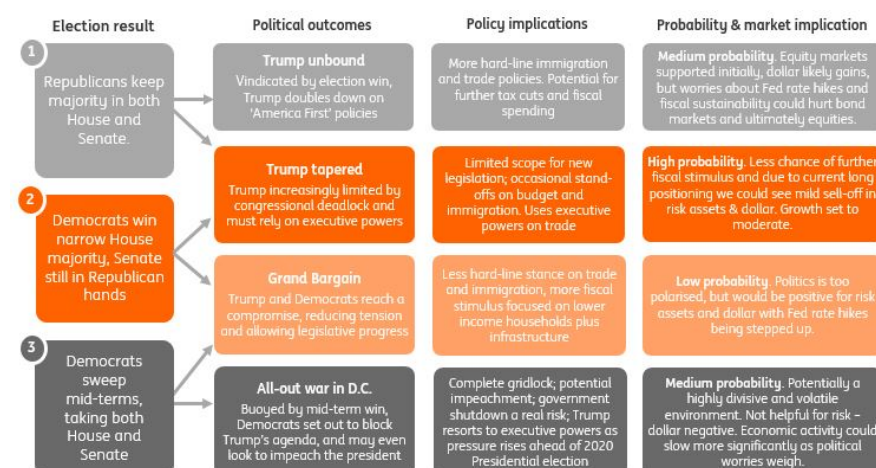 Election result
Political outcomes
Policy implications
Probability & market implication
1
Republicans keep
majority in both
House and
Senate.
Trump unbound
Vindicated by election win,
Trump doubles down on
'America First' policies
More hard-line immigration
and trade policies. Potential for
further tax cuts and fiscal
spending
Medium probability. Equity markets
supported initially, dollar likely gains,
but worries about Fed rate hikes and
fiscal sustainability could hurt bond
markets and ultimately equities.
2
Democrats win
narrow House
majority, Senate
still in Republican
hands
Trump tapered
Trump increasingly limited by
congressional deadlock and
must rely on executive powers
Limited scope for new
legislation; occasional stand-
offs on budget and
immigration. Uses executive
powers on trade
High probability. Less chance of further
fiscal stimulus and due to current long
positioning we could see mild sell-off in
risk assets & dollar. Growth set to
moderate.
Grand Bargain
Trump and Democrats reach a
compromise, reducing tension
and allowing legislative progress
Less hard-line stance on trade
and immigration, more fiscal
stimulus focused on lower
income households plus
infrastructure
Low probability. Politics is too
polarised, but would be positive for risk
assets and dollar with Fed rate hikes
being stepped up.
3
Democrats
sweep
mid-terms,
taking both
House and
Senate
All-out war in D.C.
Buoyed by mid-term win,
Democrats set out to block
Trump's agenda, and may even
look to impeach the president
Complete gridlock; potential
impeachment; government
shutdown a real risk; Trump
resorts to executive powers as
pressure rises ahead of 2020
Presidential election
Medium probability. Potentially a
highly divisive and volatile
environment. Not helpful for risk –
dollar negative. Economic activity could
slow more significantly as political
worries weigh.